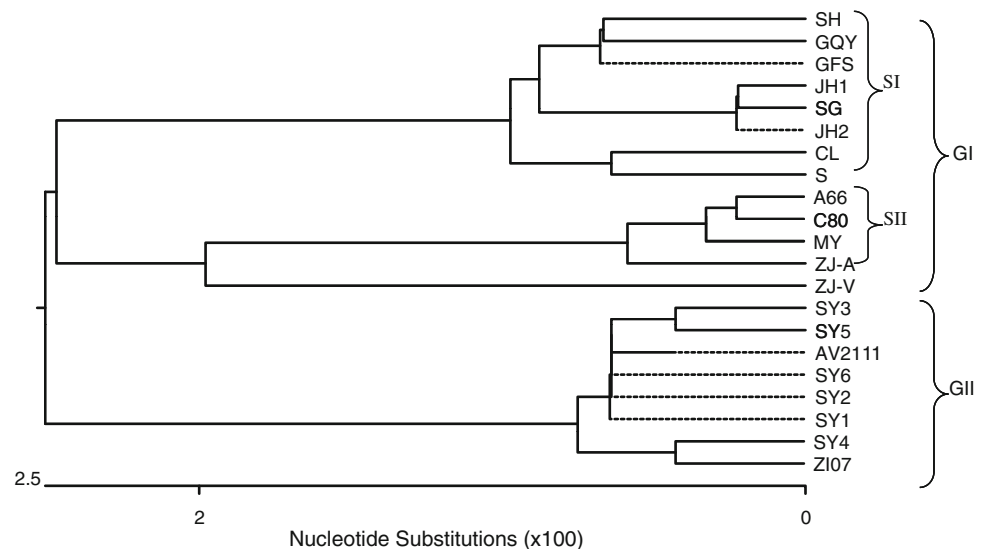 SH
GQY
GFS
JH1
SG
JH2
CL
S
SI
A66
C80
MY
ZJ-A
SII
ZJ-V
GI
SY3
SY5
AV2111
SY6
SY2
SY1
SY4
ZI07
GII
2.5
2
0
Nucleotide Substitutions (x100)